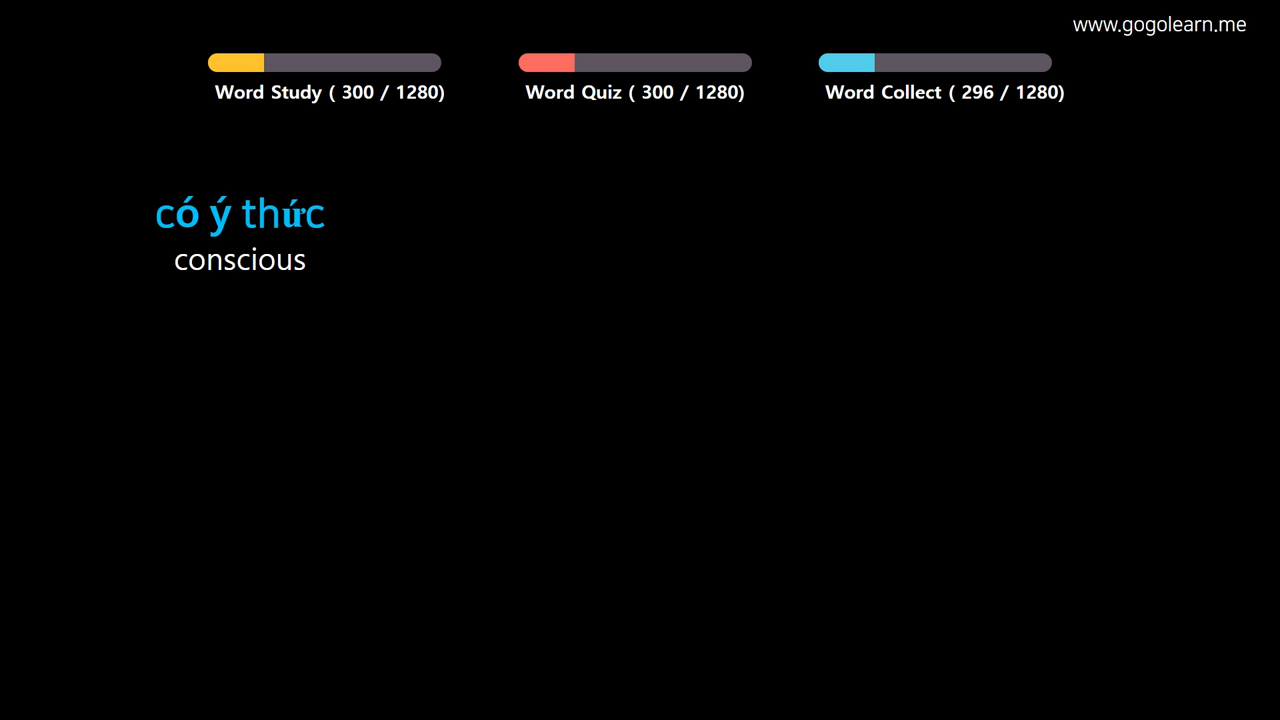 www.gogolearn.me
Word Study ( 300 / 1280)
Word Quiz ( 300 / 1280)
Word Collect ( 296 / 1280)
có ý thức
conscious